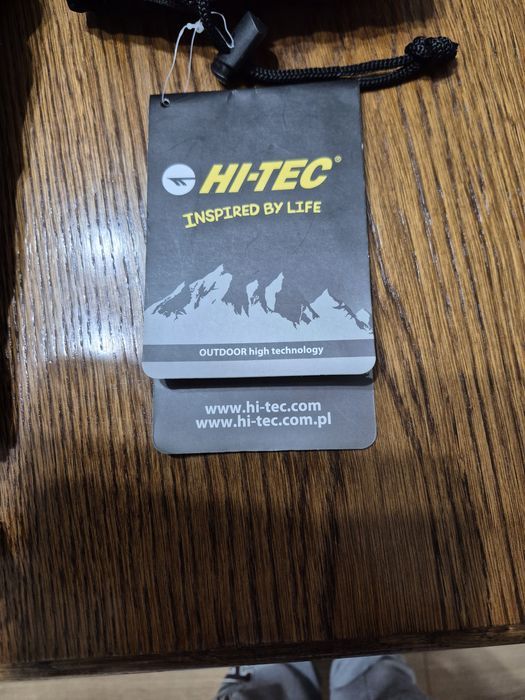 HI-TEC®
INSPIRED BY LIFE
OUTDOOR high technology
www.hi-tec.com
www.hi-tec.com.pl